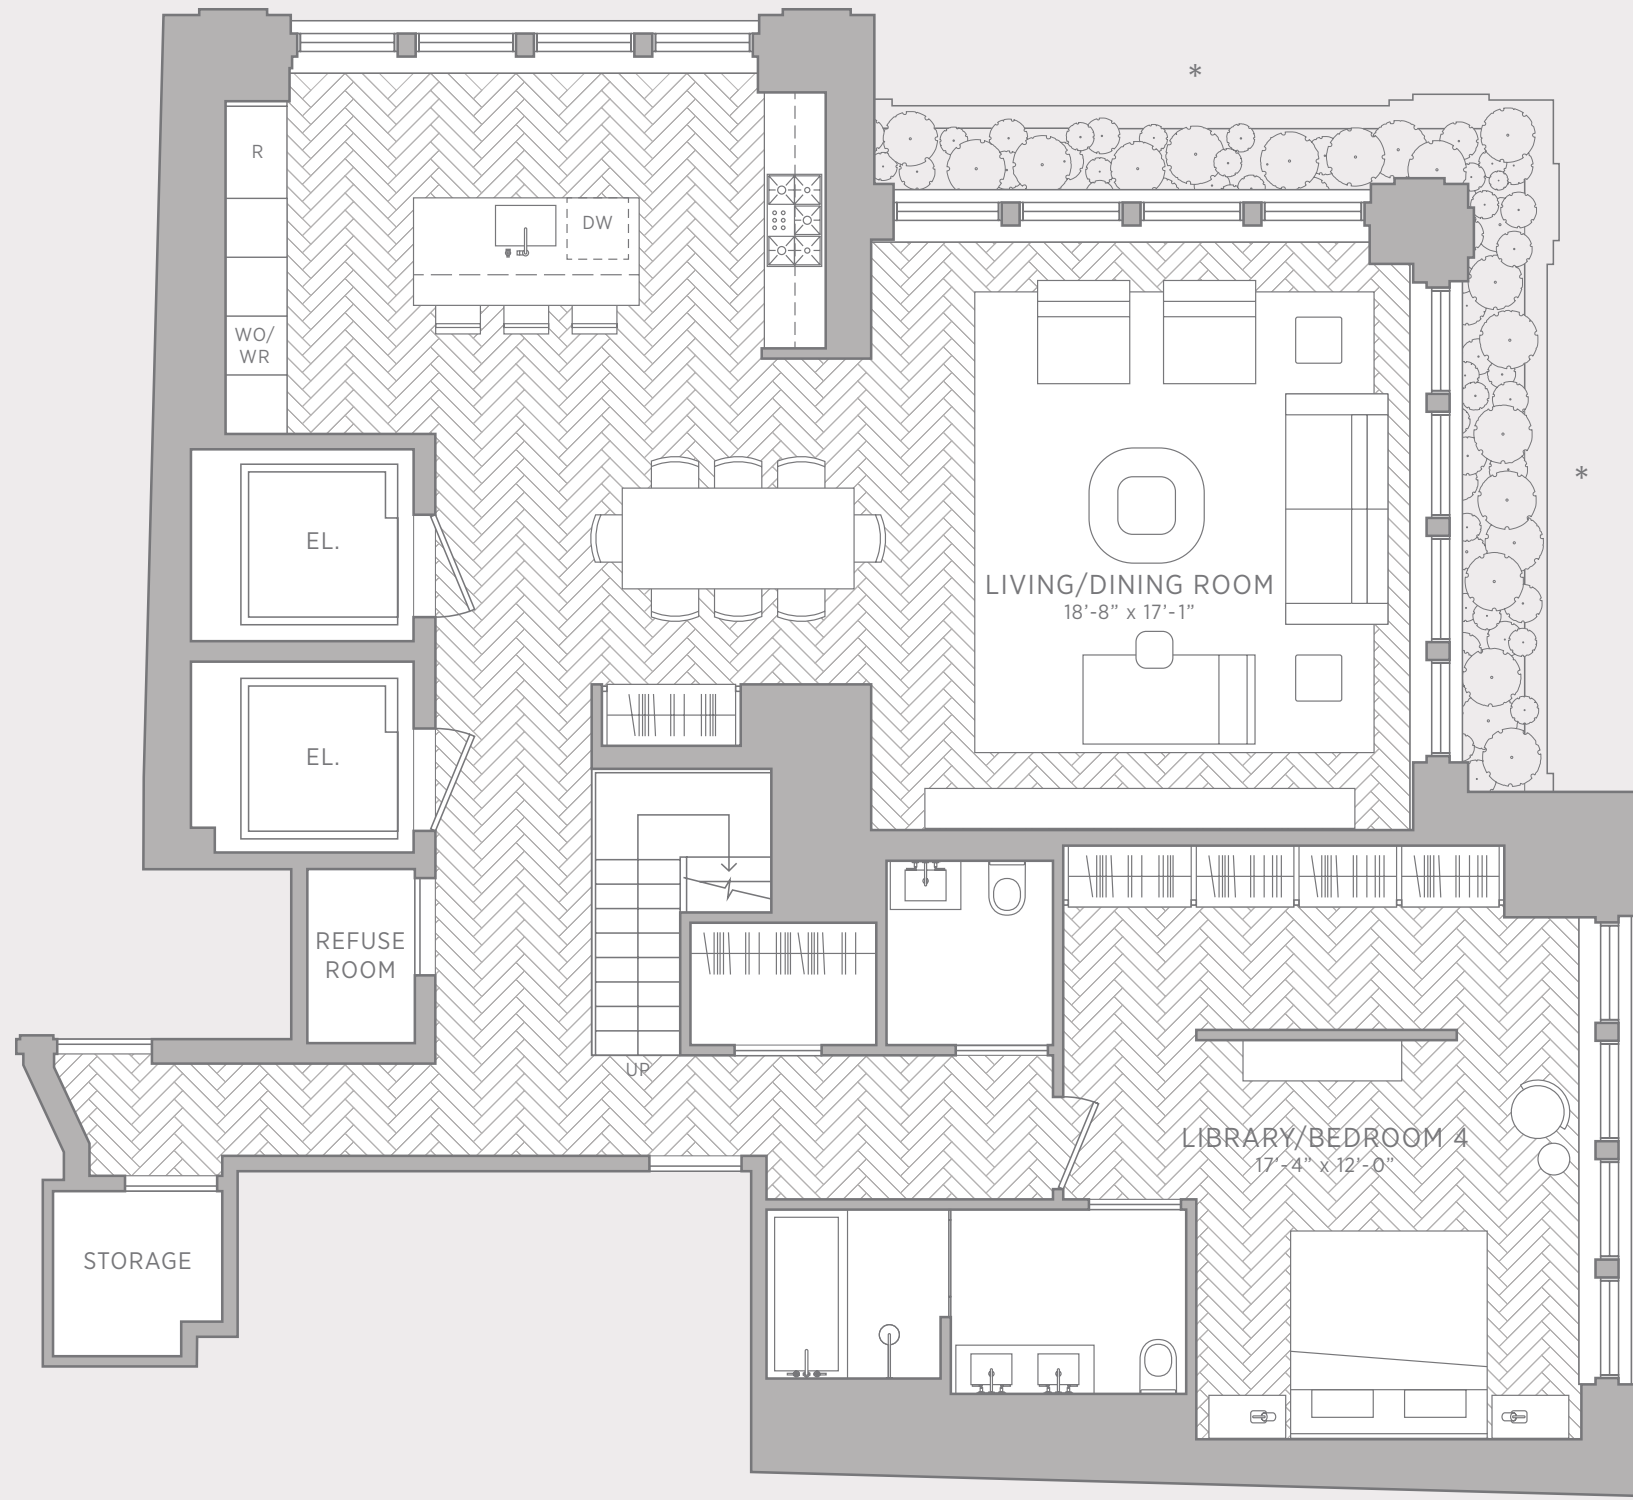 *
R
DW
WO/
WR
*
EL.
LIVING/DINING ROOM
18'-8" x 17'-1"
EL.
REFUSE
ROOM
UP
LIBRARY/BEDROOM 4
17'-4" x 12'-0"
STORAGE